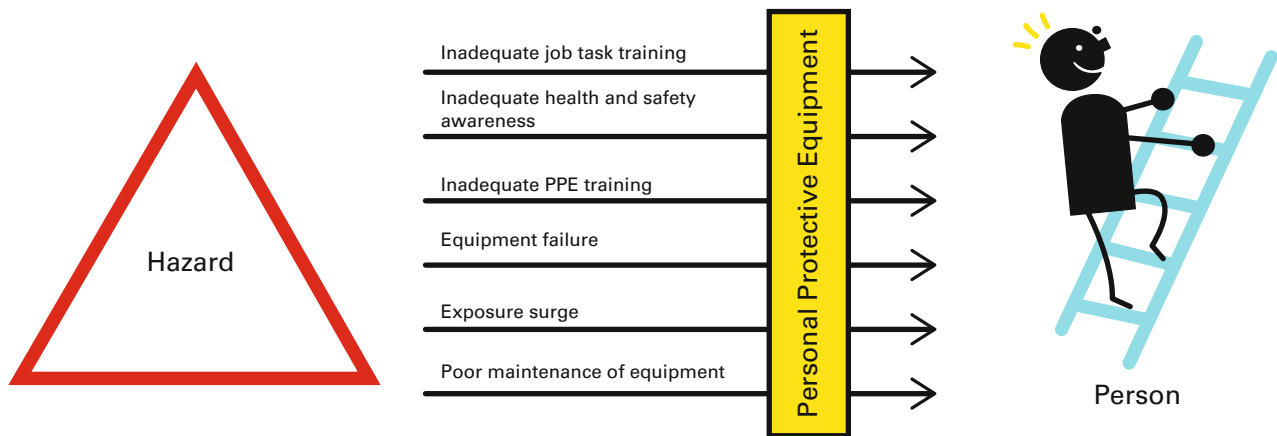 Hazard
Inadequate job task training
Inadequate health and safety
awareness
Inadequate PPE training
Equipment failure
Exposure surge
Poor maintenance of equipment
Personal Protective Equipment
Person